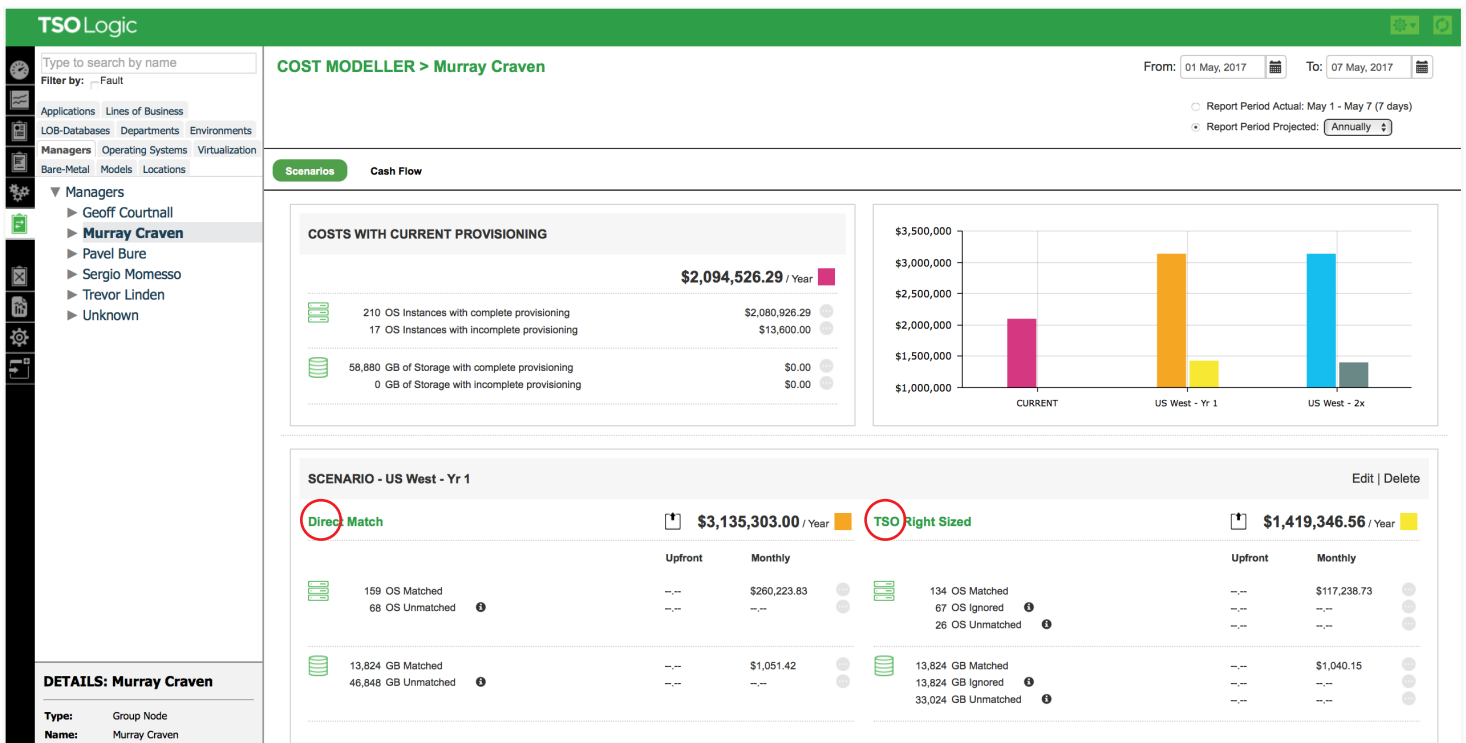 TSO Logic
Type to search by name
Filter by: Fault
Applications Lines of Business
LOB-Databases Departments Environments
Managers Operating Systems Virtualization
Bare-Metal Models Locations
Managers
Geoff Courtnall
Murray Craven
Pavel Bure
Sergio Momesso
Trevor Linden
Unknown
DETAILS: Murray Craven
Type: Group Node
Name: Murray Craven
COST MODELLER > Murray Craven
From: 01 May, 2017 To: 07 May, 2017
Report Period Actual: May 1 - May 7 (7 days)
Report Period Projected: Annually
Scenarios Cash Flow
COSTS WITH CURRENT PROVISIONING
$2,094,526.29 / Year
210 OS Instances with complete provisioning $2,080,926.29
17 OS Instances with incomplete provisioning $13,600.00
58,880 GB of Storage with complete provisioning $0.00
0 GB of Storage with incomplete provisioning $0.00
$3,500,000
$3,000,000
$2,500,000
$2,000,000
$1,500,000
$1,000,000
CURRENT US West - Yr 1 US West - 2x
SCENARIO - US West - Yr 1 Edit | Delete
Direct Match $3,135,303.00 / Year
Upfront Monthly
159 OS Matched --.-- $260,223.83
68 OS Unmatched --.-- --.--
13,824 GB Matched --.-- $1,051.42
46,848 GB Unmatched --.-- --.--
TSO Right Sized $1,419,346.56 / Year
Upfront Monthly
134 OS Matched --.-- $117,238.73
67 OS Ignored --.-- --.--
26 OS Unmatched --.-- --.--
13,824 GB Matched --.-- $1,040.15
13,824 GB Ignored --.-- --.--
33,024 GB Unmatched --.-- --.--